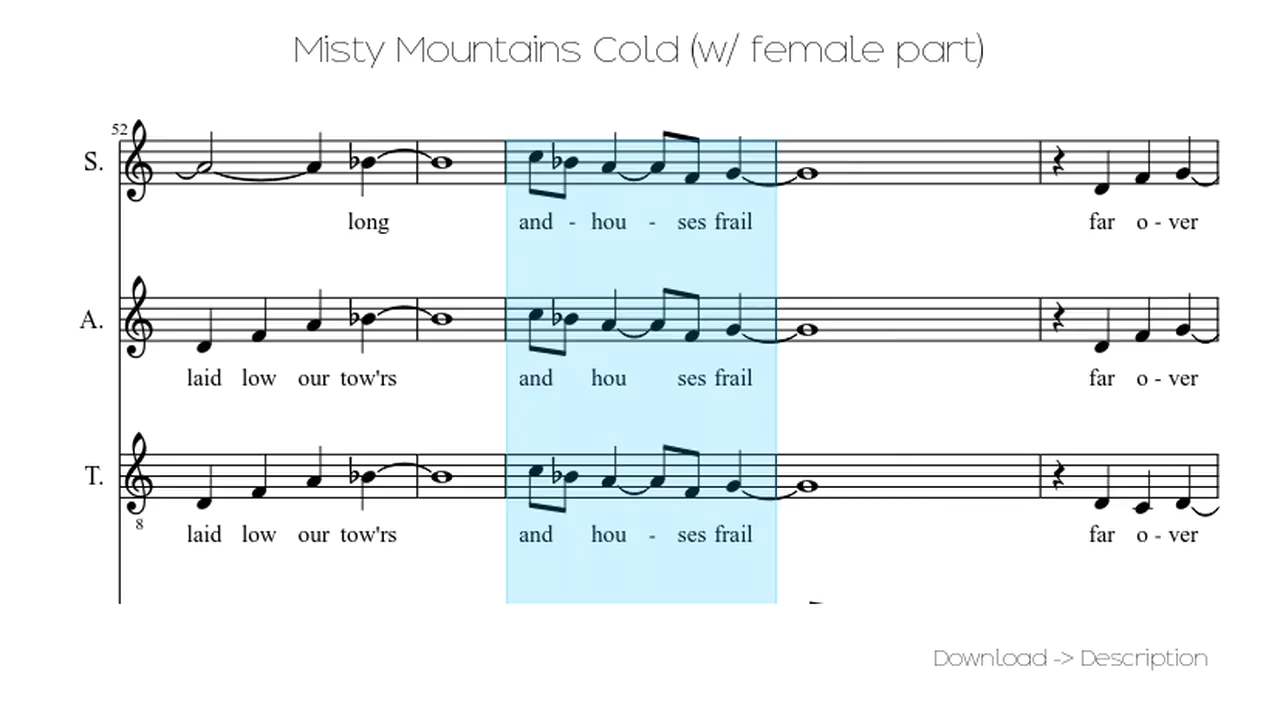 Misty Mountains Cold (w/ female part)
52
S.
long and - hou - ses frail far o - ver
A.
laid low our tow'rs and hou ses frail far o - ver
T.
8
laid low our tow'rs and hou - ses frail far o - ver
Download -> Description